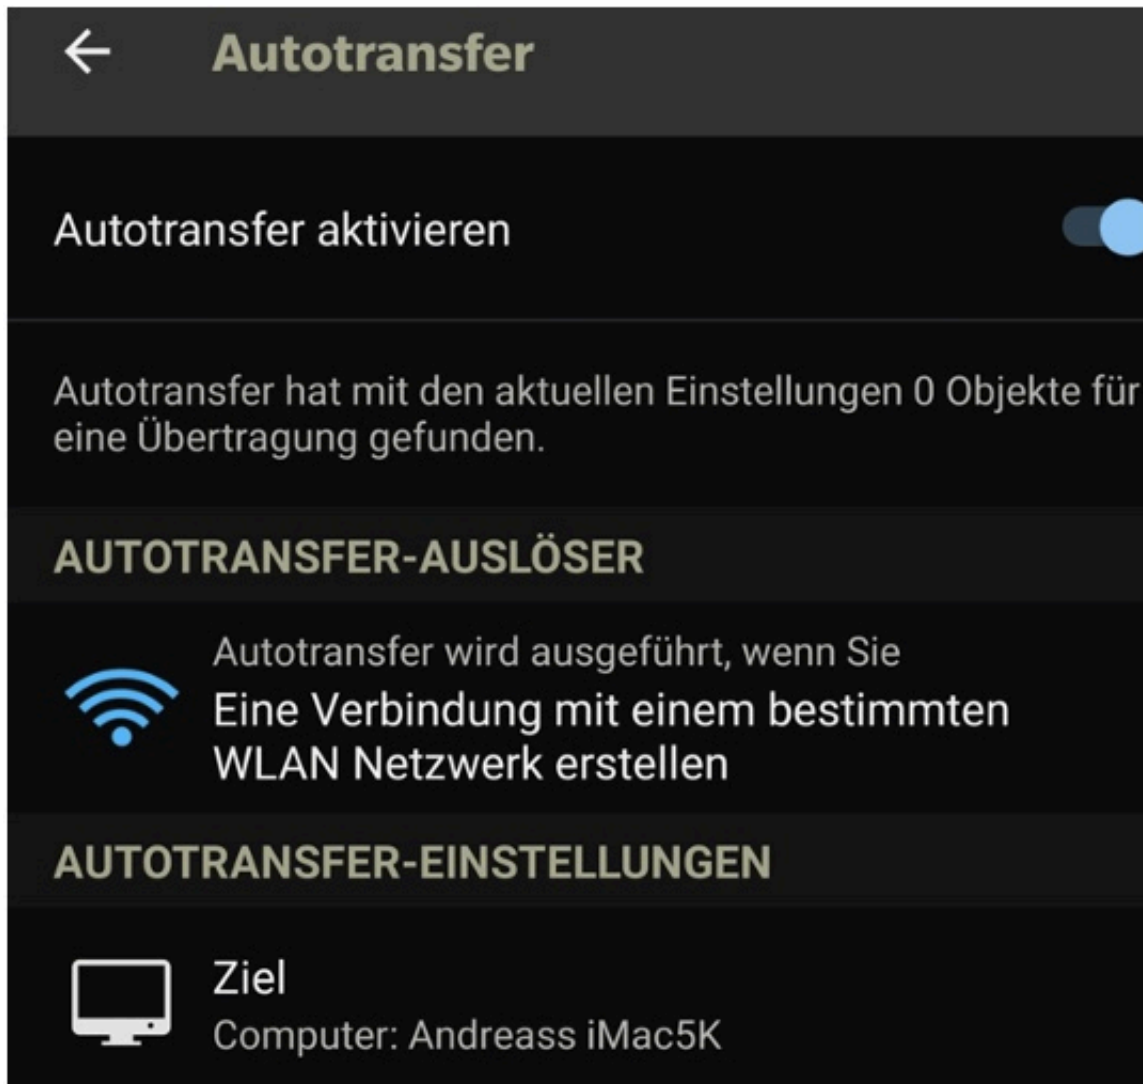 Autotransfer
Autotransfer aktivieren
Autotransfer hat mit den aktuellen Einstellungen 0 Objekte für
eine Übertragung gefunden.
AUTOTRANSFER-AUSLÖSER
Autotransfer wird ausgeführt, wenn Sie
Eine Verbindung mit einem bestimmten
WLAN Netzwerk erstellen
AUTOTRANSFER-EINSTELLUNGEN
Ziel
Computer: Andreass iMac5K